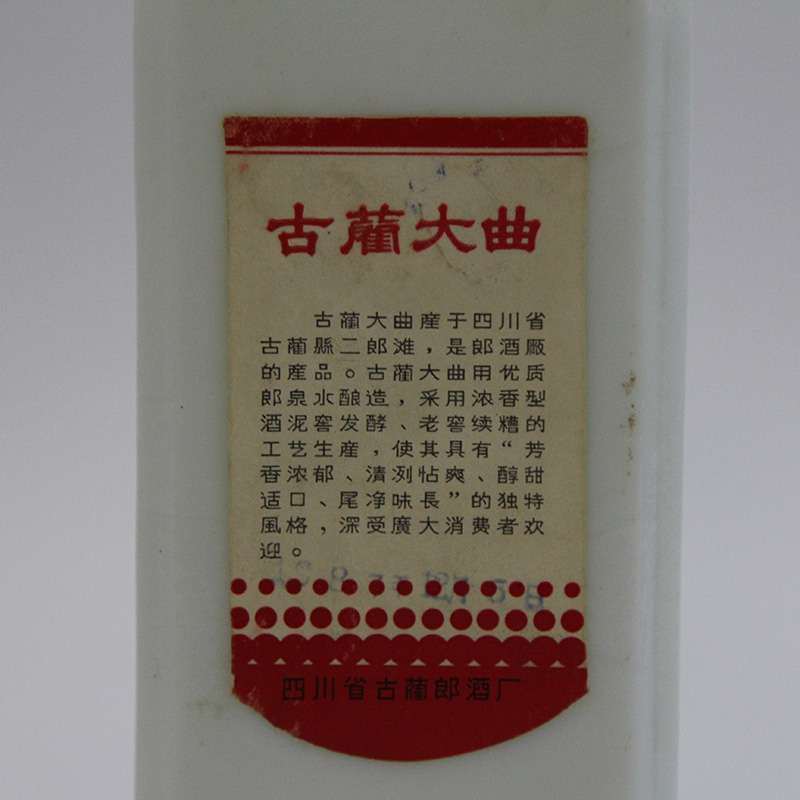 古藺大曲
古藺大曲産于四川省
古藺縣二郎滩，是郎酒厰
的産品。古藺大曲用优质
郎泉水酿造，采用浓香型
酒泥窖发酵、老窖续糟的
工艺生産，使其具有“芳
香浓郁、清冽帖爽、醇甜
适口、尾净味長”的独特
風格，深受廣大消费者欢
迎。
四川省古藺郎酒厂